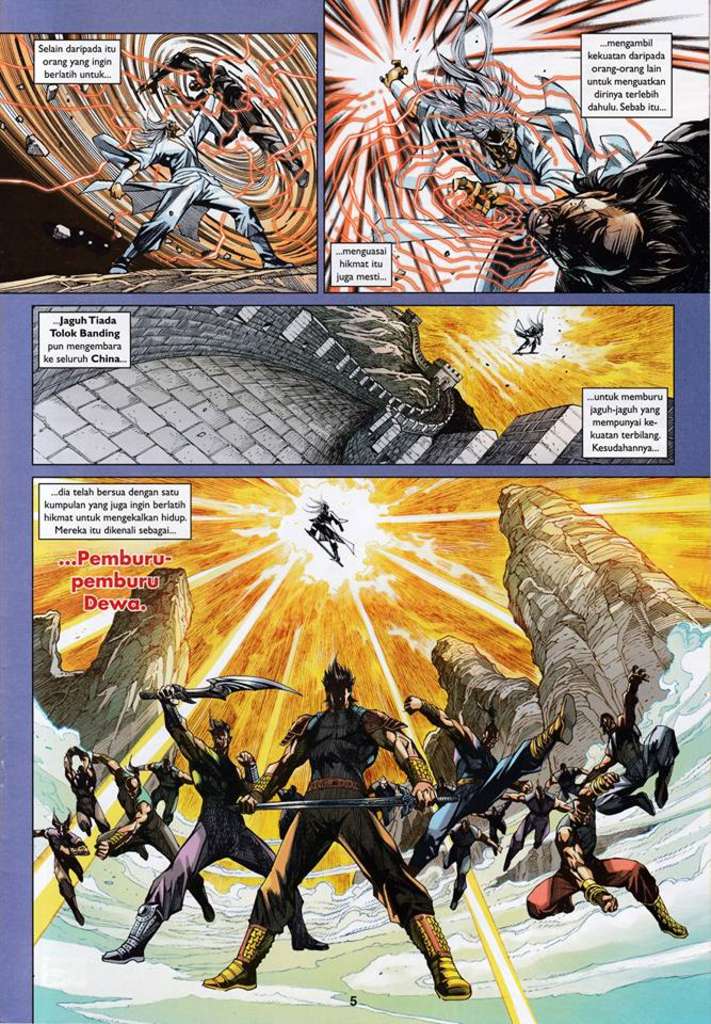 Selain daripada itu
orang yang ingin
berlatih untuk...
...mengambil
kekuatan daripada
orang-orang lain
untuk menguatkan
dirinya terlebih
dahulu. Sebab itu...
...menguasai
hikmat itu
juga mesti...
...Jaguh Tiada
Tolok Banding
pun mengembara
ke seluruh China...
...untuk memburu
jaguh-jaguh yang
mempunyai ke-
kuatan terbilang.
Kesudahannya...
...dia telah bersua dengan satu
kumpulan yang juga ingin berlatih
hikmat untuk mengekalkan hidup.
Mereka itu dikenali sebagai...
...Pemburu-
pemburu
Dewa.
5